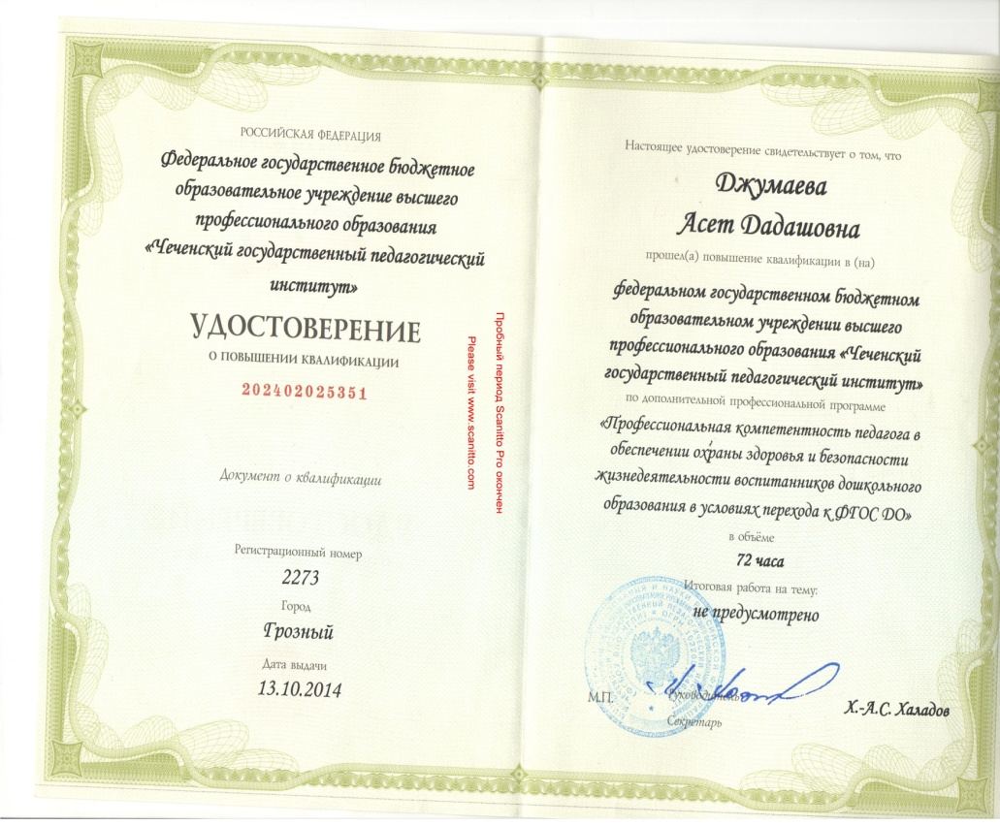 РОССИЙСКАЯ ФЕДЕРАЦИЯ
Федеральное государственное бюджетное
образовательное учреждение высшего
профессионального образования
«Чеченский государственный педагогический
институт»
УДОСТОВЕРЕНИЕ
О ПОВЫШЕНИИ КВАЛИФИКАЦИИ
202402025351
Документ о квалификации
Регистрационный номер
2273
Город
Грозный
Дата выдачи
13.10.2014
Пробный период Scanitto Pro окончен
Please visit www.scanitto.com
Настоящее удостоверение свидетельствует о том, что
Джумаева
Асет Дадашовна
прошел(а) повышение квалификации в (на)
федеральном государственном бюджетном
образовательном учреждении высшего
профессионального образования «Чеченский
государственный педагогический институт»
по дополнительной профессиональной программе
«Профессиональная компетентность педагога в
обеспечении охраны здоровья и безопасности
жизнедеятельности воспитанников дошкольного
образования в условиях перехода к ФГОС ДО»
в объёме
72 часа
Итоговая работа на тему:
не предусмотрено
М.П.
Руководитель
Х.-А.С. Халадов
Секретарь